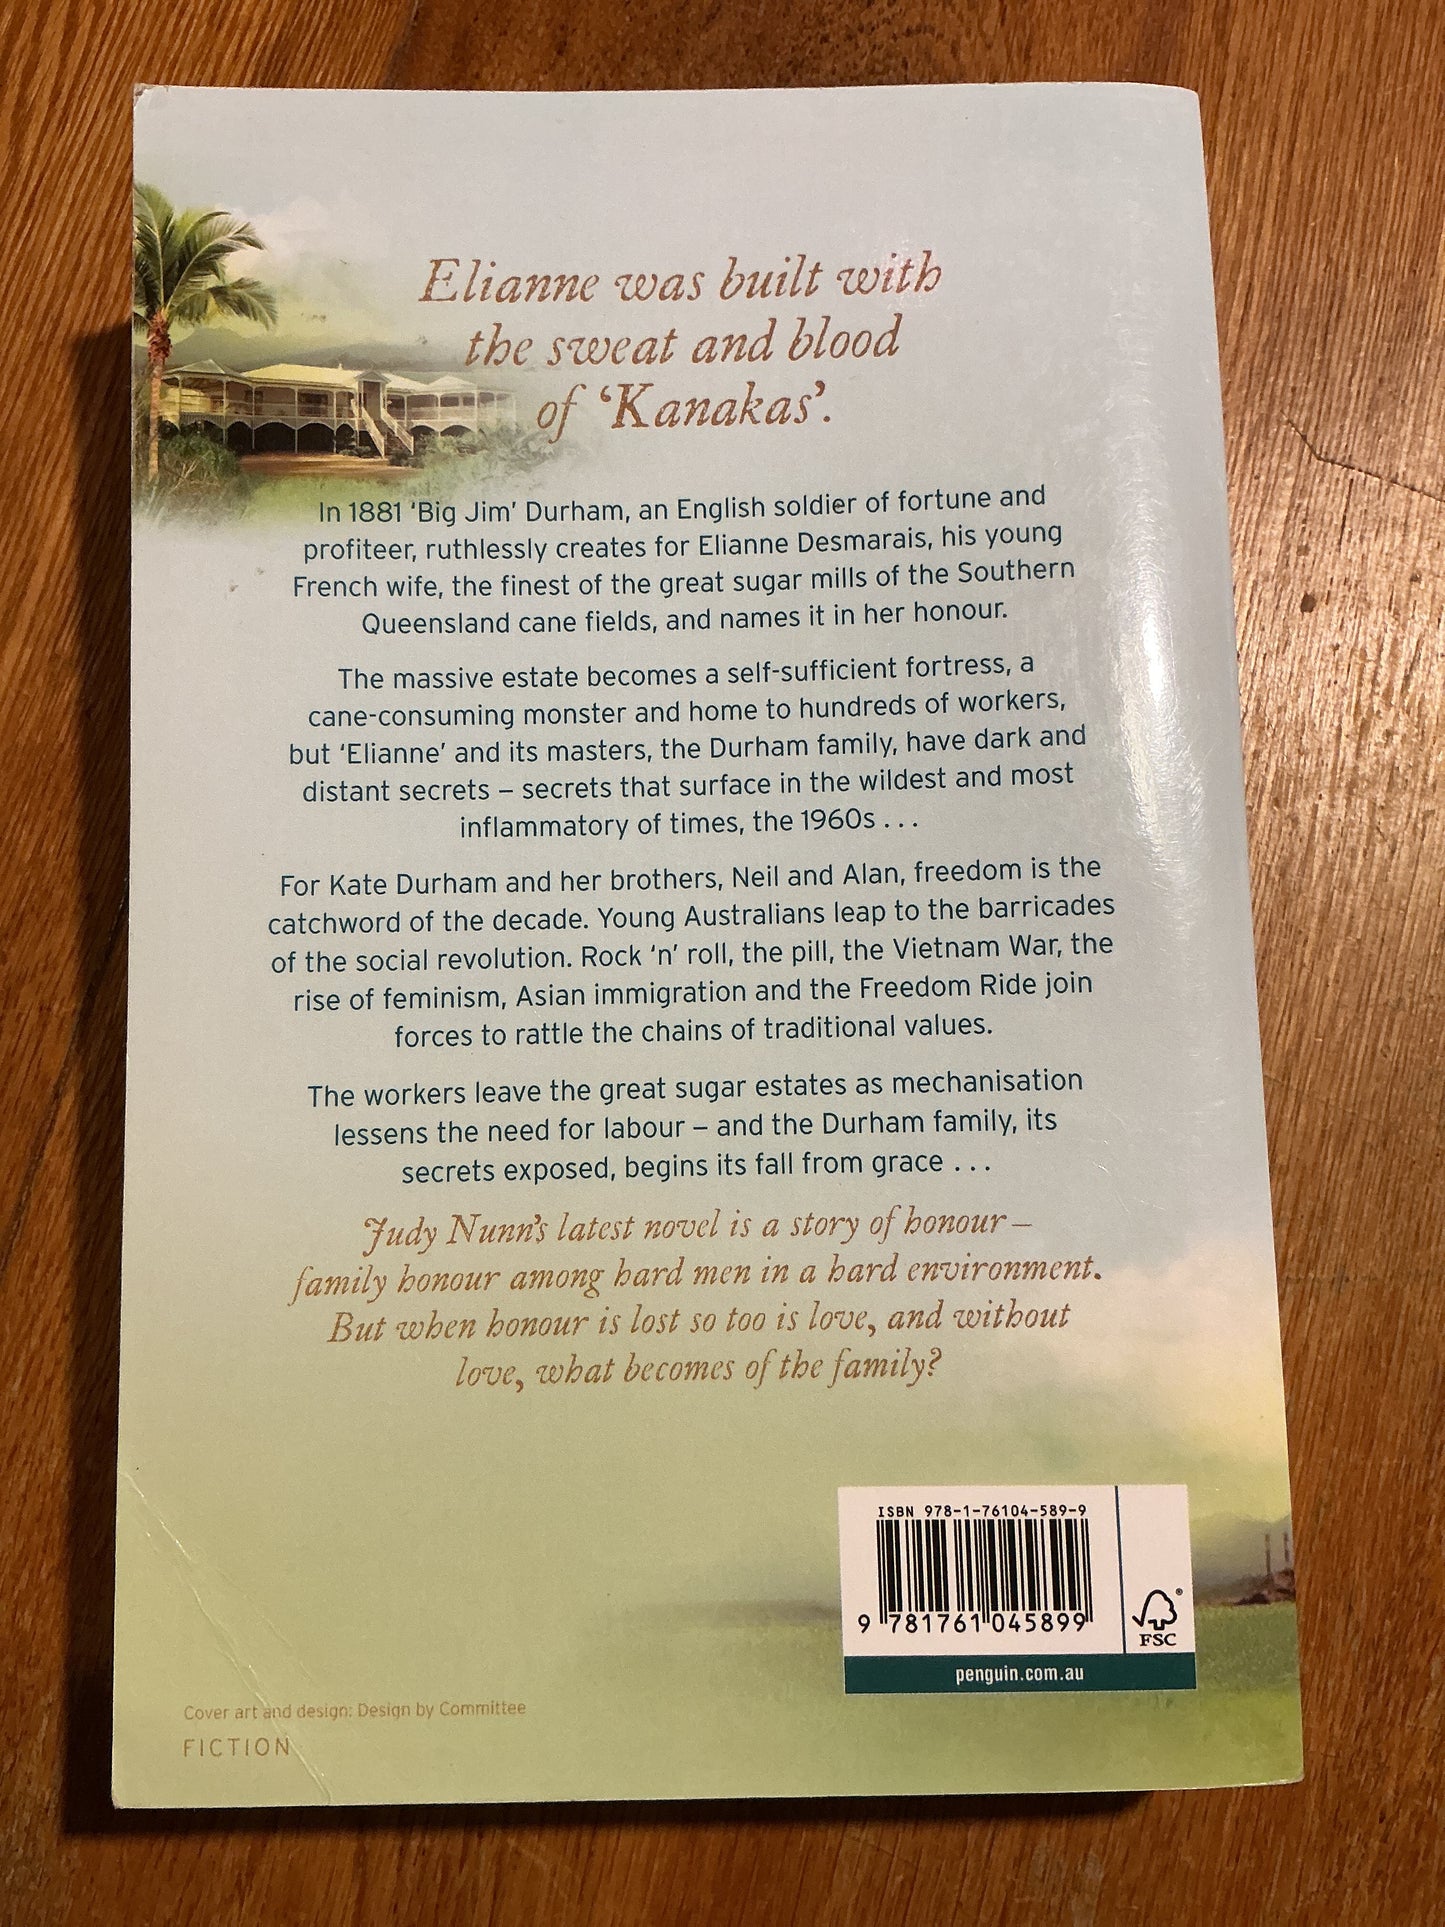 Elianne was built with
the sweat and blood
of ‘Kanakas’.
In 1881 ‘Big Jim’ Durham, an English soldier of fortune and
profiteer, ruthlessly creates for Elianne Desmarais, his young
French wife, the finest of the great sugar mills of the Southern
Queensland cane fields, and names it in her honour.
The massive estate becomes a self-sufficient fortress, a
cane-consuming monster and home to hundreds of workers,
but ‘Elianne’ and its masters, the Durham family, have dark and
distant secrets – secrets that surface in the wildest and most
inflammatory of times, the 1960s . . .
For Kate Durham and her brothers, Neil and Alan, freedom is the
catchword of the decade. Young Australians leap to the barricades
of the social revolution. Rock ‘n’ roll, the pill, the Vietnam War, the
rise of feminism, Asian immigration and the Freedom Ride join
forces to rattle the chains of traditional values.
The workers leave the great sugar estates as mechanisation
lessens the need for labour – and the Durham family, its
secrets exposed, begins its fall from grace . . .
Judy Nunn’s latest novel is a story of honour –
family honour among hard men in a hard environment.
But when honour is lost so too is love, and without
love, what becomes of the family?
ISBN 978-1-76104-589-9
9 781761 045899
FSC
penguin.com.au
Cover art and design: Design by Committee
FICTION